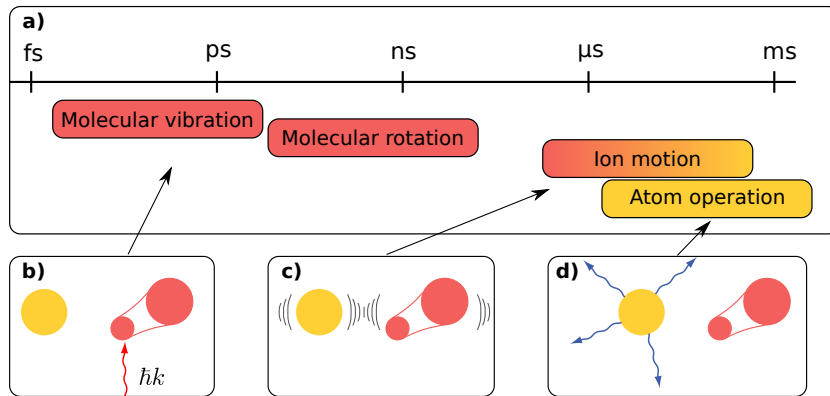 a)
fs ps ns μs ms
Molecular vibration
Molecular rotation
Ion motion
Atom operation
b)
c)
d)
ħk